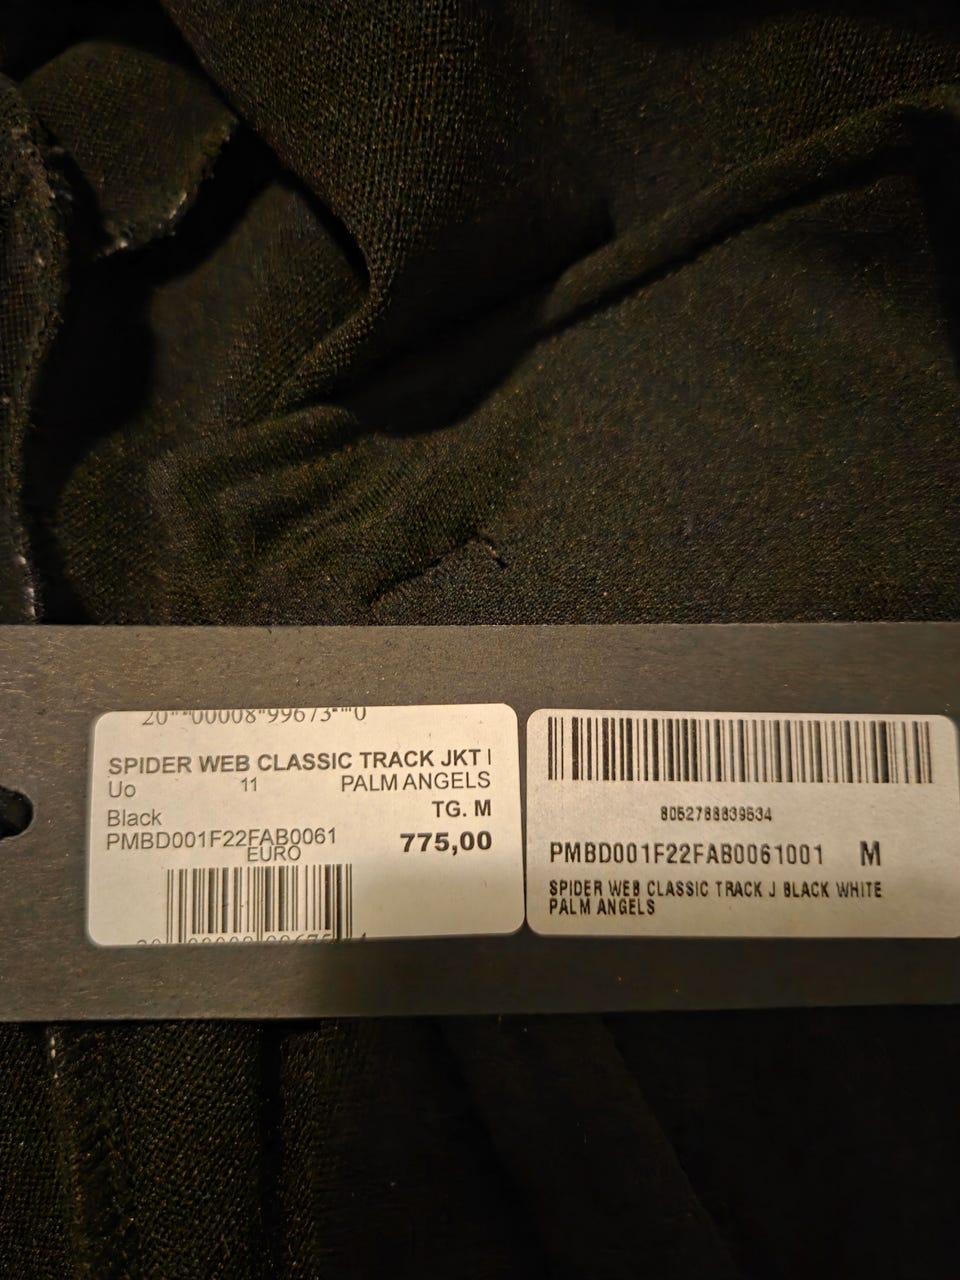 SPIDER WEB CLASSIC TRACK JKT
Uo 11 PALM ANGELS
Black TG. M
PMBD001F22FAB0061 775,00
EURO
8052788839534
PMBD001F22FAB0061001 M
SPIDER WEB CLASSIC TRACK J BLACK WHITE
PALM ANGELS